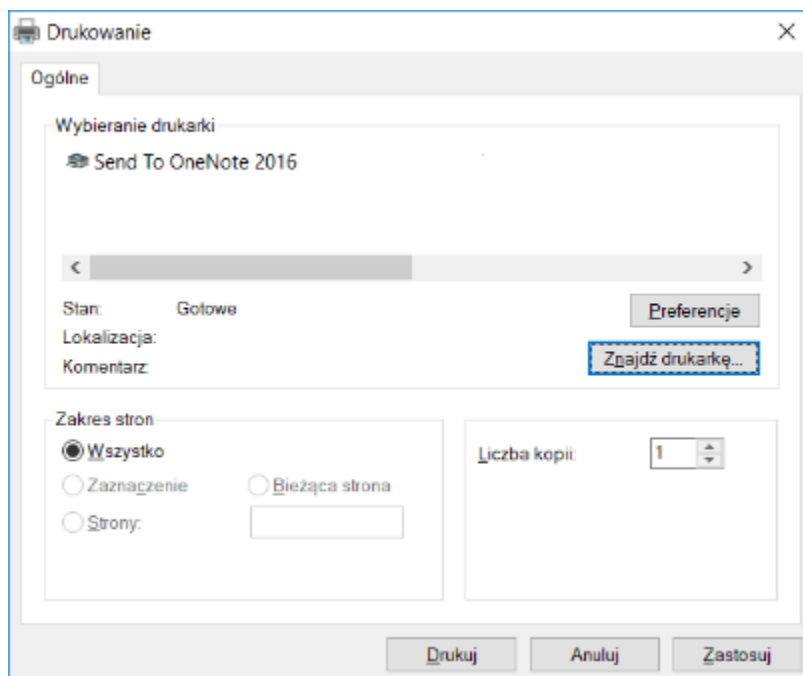 Drukowanie
Ogólne
Wybieranie drukarki
Send To OneNote 2016
Stan: Gotowe
Preferencje
Lokalizacja:
Znajdź drukarkę...
Komentarz:
Zakres stron
Wszystko
Liczba kopii: 1
Zaznaczenie Bieżąca strona
Strony:
Drukuj Anuluj Zastosuj